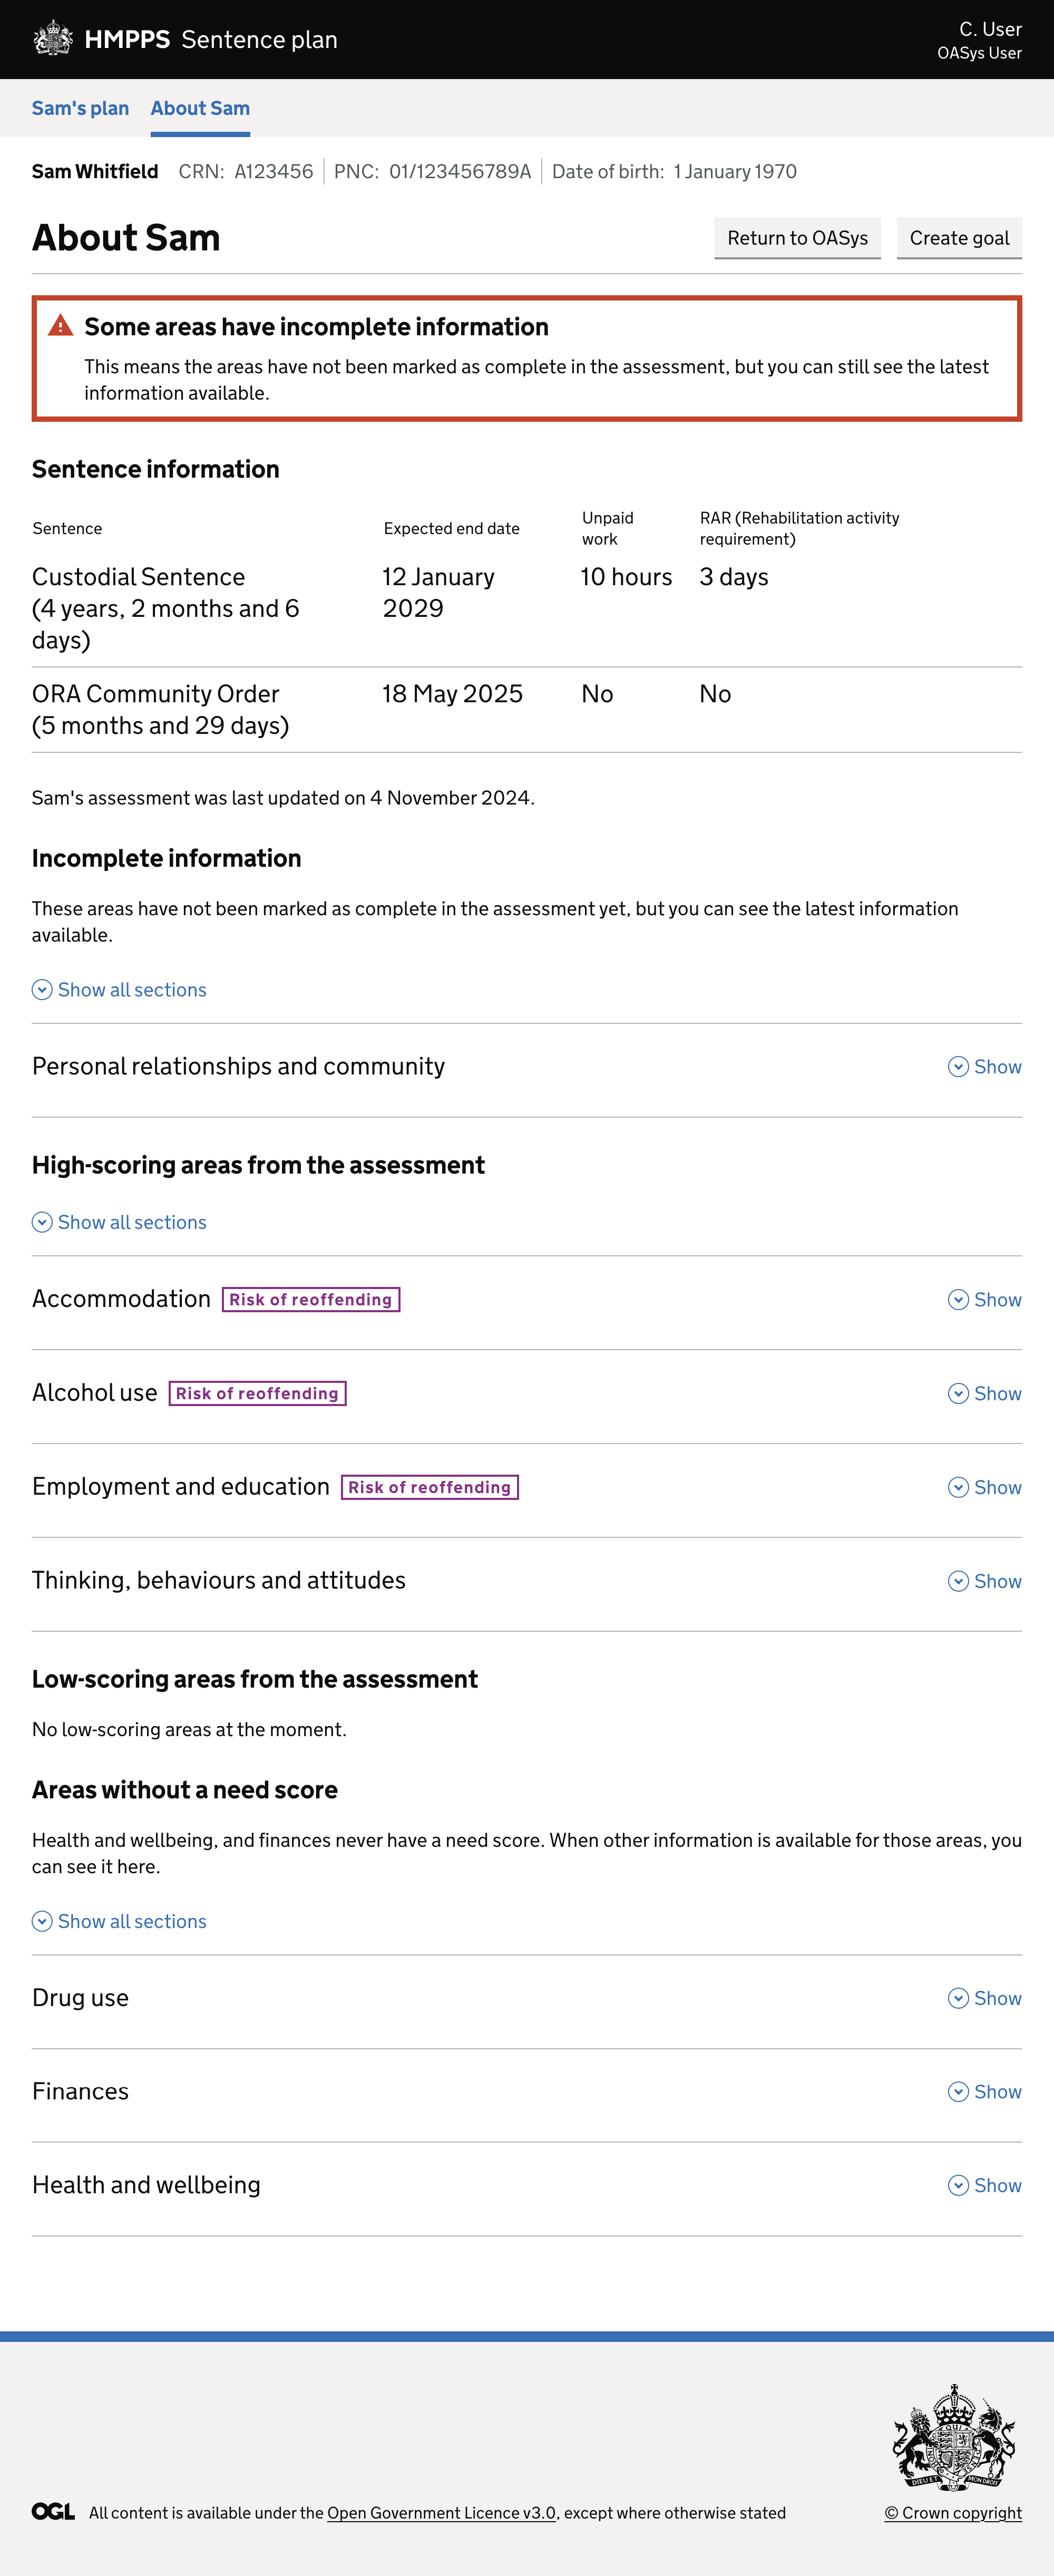 HMPPS Sentence plan
C. User
OASys User
Sam's plan About Sam
Sam Whitfield CRN: A123456 PNC: 01/123456789A Date of birth: 1 January 1970
About Sam
Return to OASys Create goal
Some areas have incomplete information
This means the areas have not been marked as complete in the assessment, but you can still see the latest
information available.
Sentence information
Sentence Expected end date Unpaid work RAR (Rehabilitation activity requirement)
Custodial Sentence 12 January 10 hours 3 days
(4 years, 2 months and 6 2029
days)
ORA Community Order 18 May 2025 No No
(5 months and 29 days)
Sam's assessment was last updated on 4 November 2024.
Incomplete information
These areas have not been marked as complete in the assessment yet, but you can see the latest information
available.
Show all sections
Personal relationships and community Show
High-scoring areas from the assessment
Show all sections
Accommodation Risk of reoffending Show
Alcohol use Risk of reoffending Show
Employment and education Risk of reoffending Show
Thinking, behaviours and attitudes Show
Low-scoring areas from the assessment
No low-scoring areas at the moment.
Areas without a need score
Health and wellbeing, and finances never have a need score. When other information is available for those areas, you
can see it here.
Show all sections
Drug use Show
Finances Show
Health and wellbeing Show
DIEU ET MON DROIT
OGL All content is available under the Open Government Licence v3.0, except where otherwise stated
© Crown copyright